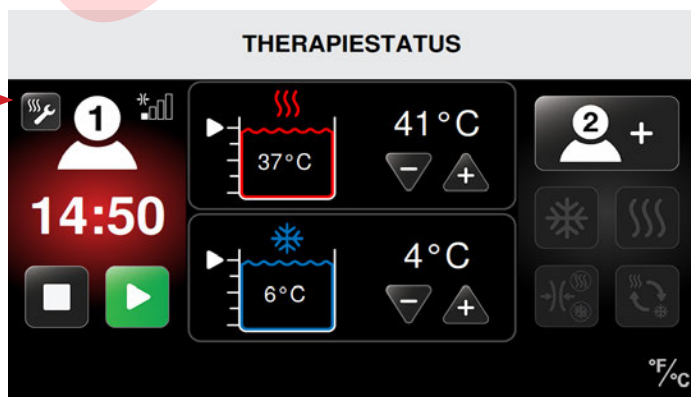 THERAPIESTATUS
1
14:50
37°C
41°C
- +
6°C
4°C
- +
2 +
°F/°C